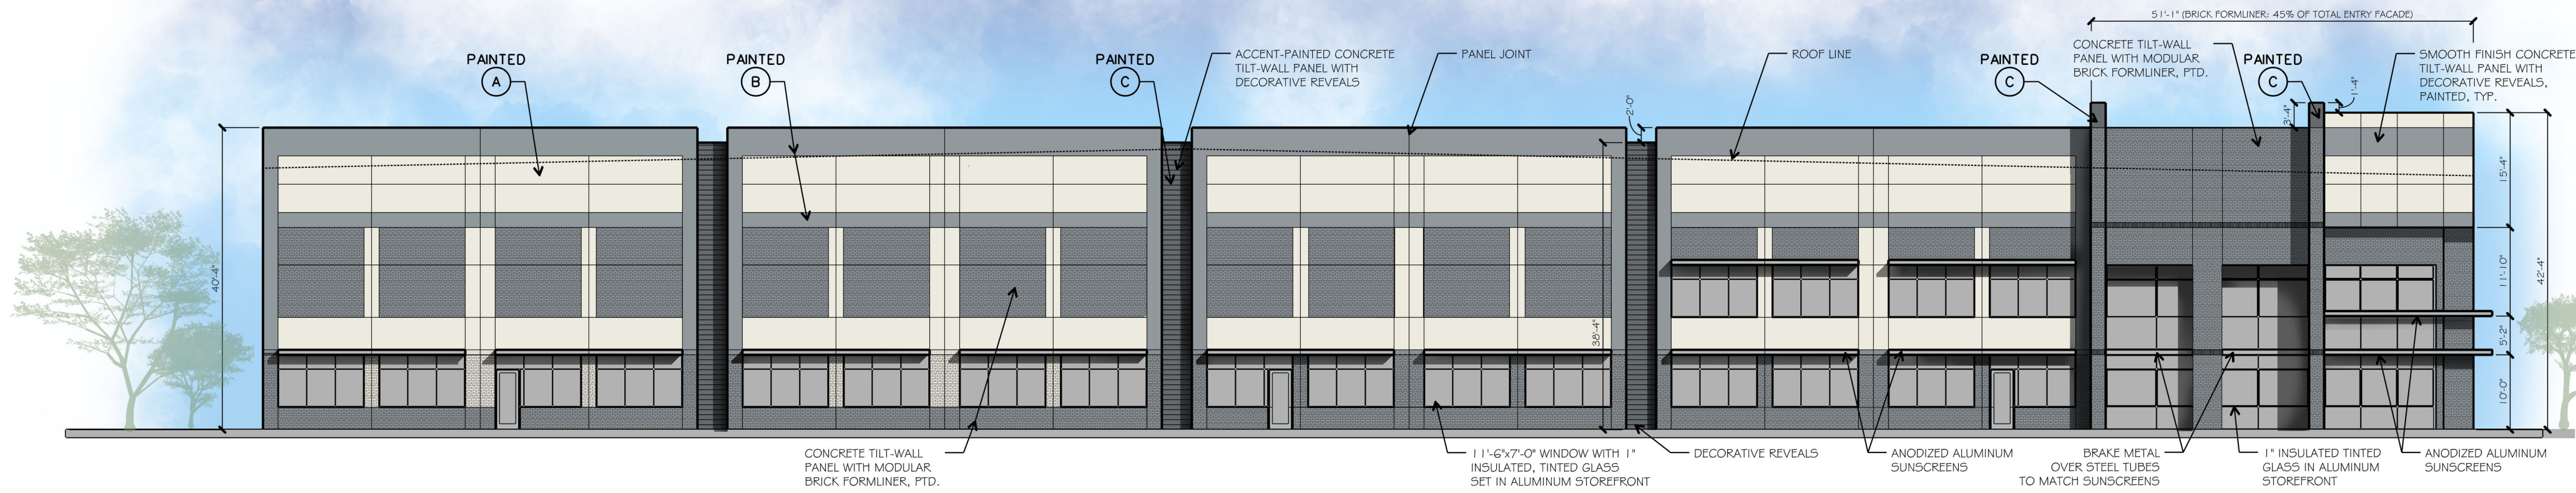 51'-1" (BRICK FORMLINER: 45% OF TOTAL ENTRY FACADE)
PAINTED
A
PAINTED
B
PAINTED
C
ACCENT-PAINTED CONCRETE
TILT-WALL PANEL WITH
DECORATIVE REVEALS
PANEL JOINT
ROOF LINE
PAINTED
C
CONCRETE TILT-WALL
PANEL WITH MODULAR
BRICK FORMLINER, PTD.
PAINTED
C
SMOOTH FINISH CONCRETE
TILT-WALL PANEL WITH
DECORATIVE REVEALS,
PAINTED, TYP.
2'-0"
3'-4"
1'-4"
40'-4"
38'-4"
15'-4"
11'-10"
5'-2"
10'-0"
42'-4"
CONCRETE TILT-WALL
PANEL WITH MODULAR
BRICK FORMLINER, PTD.
11'-6"x7'-0" WINDOW WITH 1"
INSULATED, TINTED GLASS
SET IN ALUMINUM STOREFRONT
DECORATIVE REVEALS
ANODIZED ALUMINUM
SUNSCREENS
BRAKE METAL
OVER STEEL TUBES
TO MATCH SUNSCREENS
1" INSULATED TINTED
GLASS IN ALUMINUM
STOREFRONT
ANODIZED ALUMINUM
SUNSCREENS